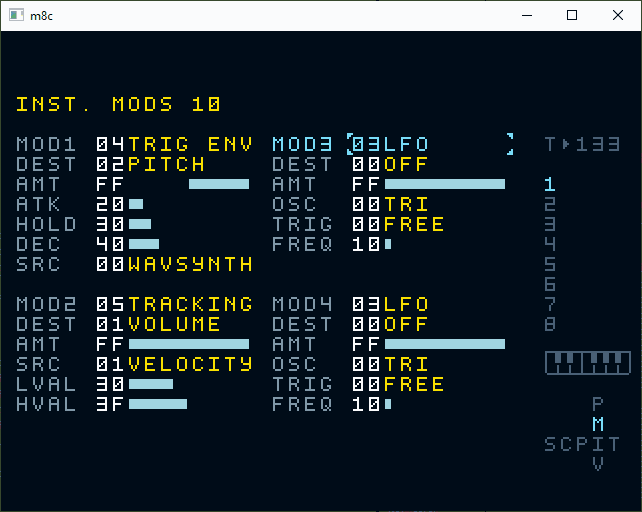 m8c
INST. MODS 10
MOD1 04TRIG ENV MOD3 03LFO T▸133
DEST 02PITCH DEST 00OFF
AMT FF AMT FF 1
ATK 20 OSC 00TRI 2
HOLD 30 TRIG 00FREE 3
DEC 40 FREQ 10 4
SRC 00WAVSYNTH 5
6
MOD2 05TRACKING MOD4 03LFO 7
DEST 01VOLUME DEST 00OFF 8
AMT FF AMT FF
SRC 01VELOCITY OSC 00TRI
LVAL 30 TRIG 00FREE
HVAL 3F FREQ 10 P
M
SCPIT
V